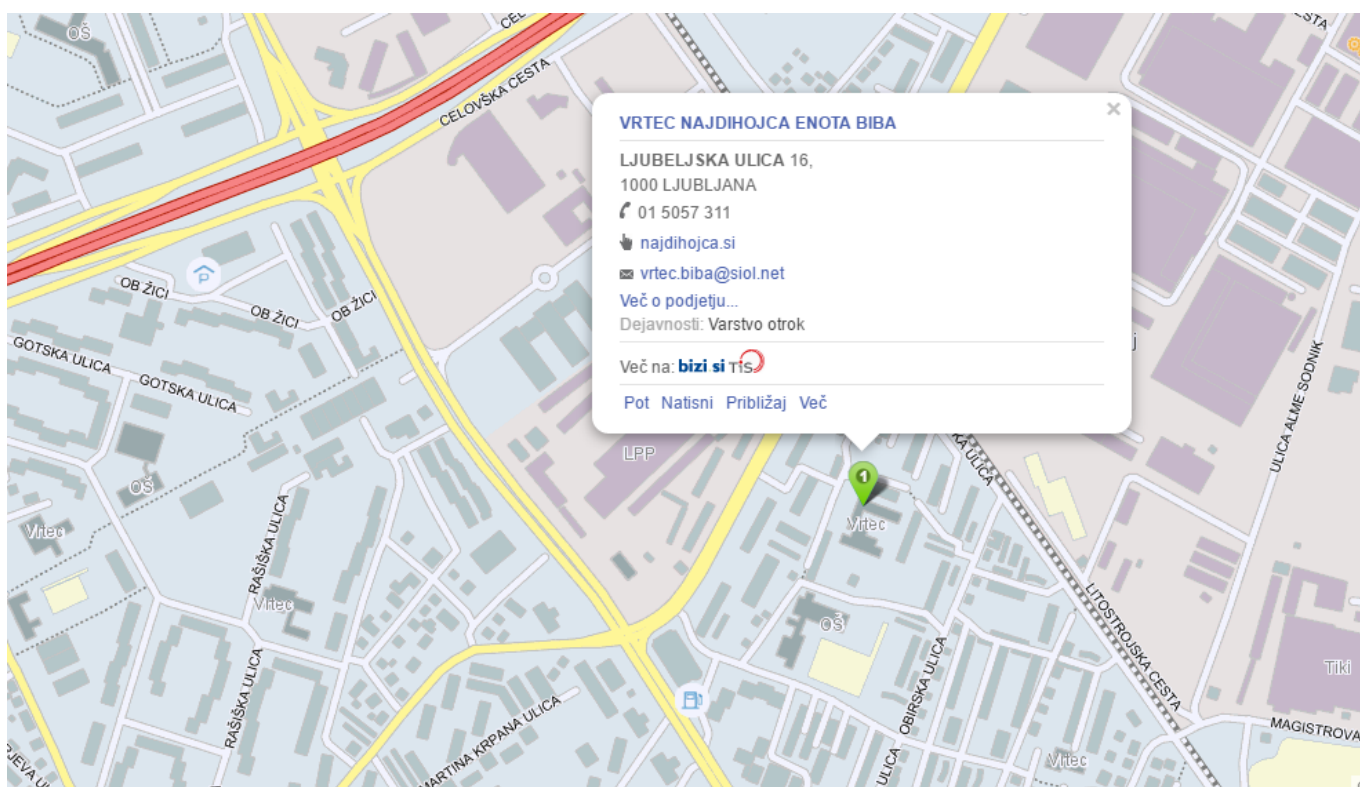 OŠ
CELOVŠKA CESTA
VRTEC NAJDIHOJCA ENOTA BIBA
LJUBELJSKA ULICA 16,
1000 LJUBLJANA
01 5057 311
najdihojca.si
vrtec.biba@siol.net
Več o podjetju...
Dejavnosti: Varstvo otrok
Več na: bizi.si TiS
Pot Natisni Približaj Več
1
OB ŽICI
OB ŽICI
OB ŽICI
P
GOTSKA ULICA
GOTSKA ULICA
OŠ
LPP
ULICA ALME SODNIK
Vrtec
Vrtec
RAŠIŠKA ULICA
Vrtec
OŠ
LITOSTROJSKA CESTA
Tiki
RAŠIŠKA ULICA
OBIRSKA ULICA
MARTINA KRPANA ULICA
MAGISTROVA
Vrtec
ULICA